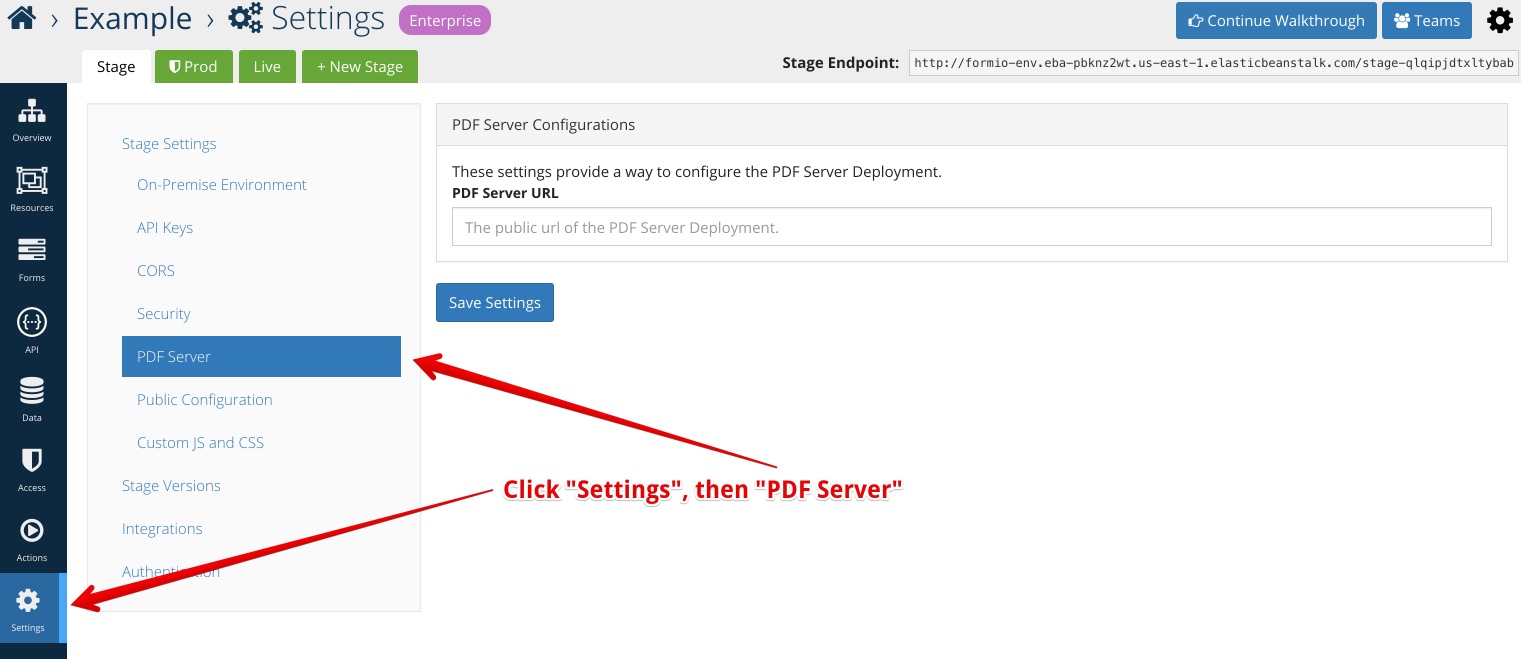 › Example › Settings Enterprise
Continue Walkthrough Teams
Stage Prod Live + New Stage
Stage Endpoint: http://formio-env.eba-pbknz2wt.us-east-1.elasticbeanstalk.com/stage-qlqipjdtxltybab
Overview
Resources
Forms
API
Data
Access
Actions
Settings
Stage Settings
On-Premise Environment
API Keys
CORS
Security
PDF Server
Public Configuration
Custom JS and CSS
Stage Versions
Integrations
Authentication
PDF Server Configurations
These settings provide a way to configure the PDF Server Deployment.
PDF Server URL
The public url of the PDF Server Deployment.
Save Settings
Click "Settings", then "PDF Server"